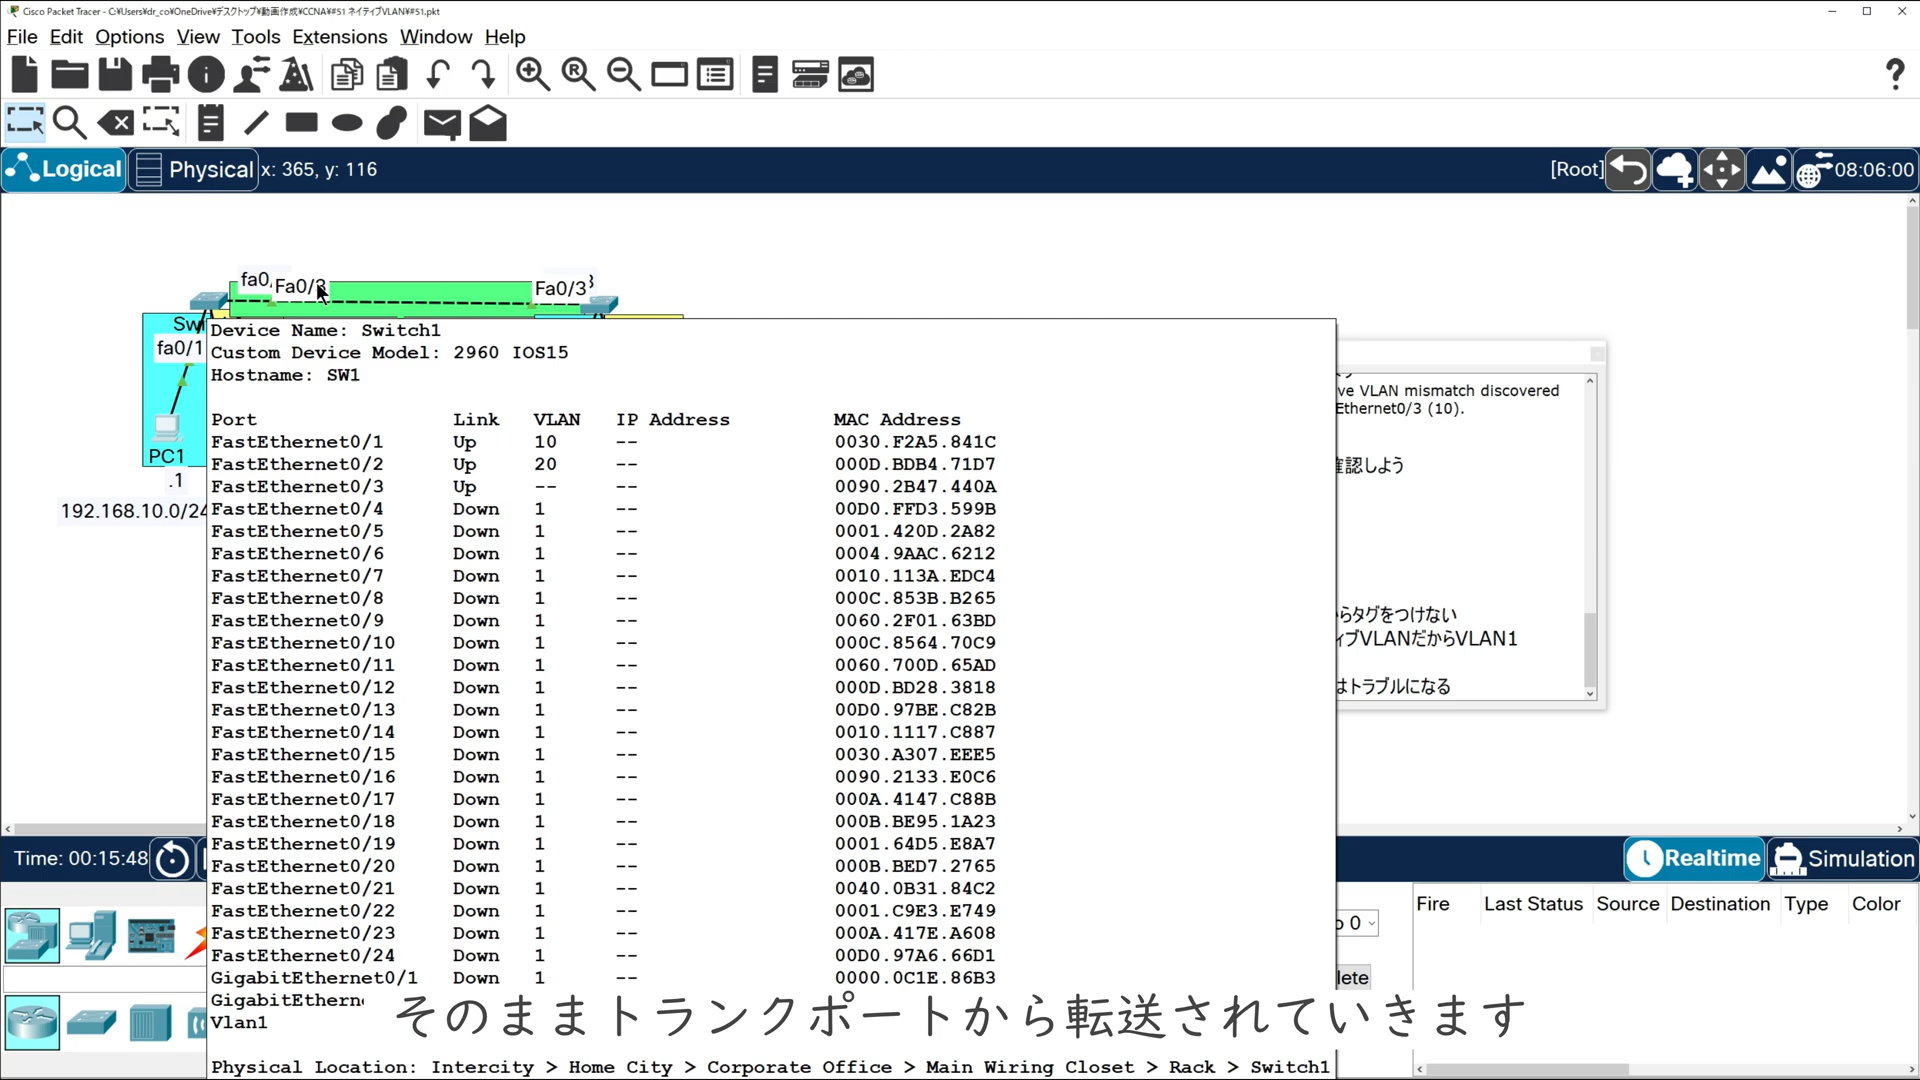 Cisco Packet Tracer - C:¥Users¥dr_co¥OneDrive¥デスクトップ¥動画作成¥CCNA¥#51 ネイティブVLAN¥#51.pkt
File Edit Options View Tools Extensions Window Help
Logical Physical x: 365, y: 116 [Root] 08:06:00
fa0 Fa0/3 Fa0/3
fa0/1
PC1
.1
192.168.10.0/24
Device Name: Switch1
Custom Device Model: 2960 IOS15
Hostname: SW1
Port Link VLAN IP Address MAC Address
FastEthernet0/1 Up 10 -- 0030.F2A5.841C
FastEthernet0/2 Up 20 -- 000D.BDB4.71D7
FastEthernet0/3 Up -- -- 0090.2B47.440A
FastEthernet0/4 Down 1 -- 00D0.FFD3.599B
FastEthernet0/5 Down 1 -- 0001.420D.2A82
FastEthernet0/6 Down 1 -- 0004.9AAC.6212
FastEthernet0/7 Down 1 -- 0010.113A.EDC4
FastEthernet0/8 Down 1 -- 000C.853B.B265
FastEthernet0/9 Down 1 -- 0060.2F01.63BD
FastEthernet0/10 Down 1 -- 000C.8564.70C9
FastEthernet0/11 Down 1 -- 0060.700D.65AD
FastEthernet0/12 Down 1 -- 000D.BD28.3818
FastEthernet0/13 Down 1 -- 00D0.97BE.C82B
FastEthernet0/14 Down 1 -- 0010.1117.C887
FastEthernet0/15 Down 1 -- 0030.A307.EEE5
FastEthernet0/16 Down 1 -- 0090.2133.E0C6
FastEthernet0/17 Down 1 -- 000A.4147.C88B
FastEthernet0/18 Down 1 -- 000B.BE95.1A23
FastEthernet0/19 Down 1 -- 0001.64D5.E8A7
FastEthernet0/20 Down 1 -- 000B.BED7.2765
FastEthernet0/21 Down 1 -- 0040.0B31.84C2
FastEthernet0/22 Down 1 -- 0001.C9E3.E749
FastEthernet0/23 Down 1 -- 000A.417E.A608
FastEthernet0/24 Down 1 -- 00D0.97A6.66D1
GigabitEthernet0/1 Down 1 -- 0000.0C1E.86B3
GigabitEthern
Vlan1
Physical Location: Intercity > Home City > Corporate Office > Main Wiring Closet > Rack > Switch1
ve VLAN mismatch discovered
Ethernet0/3 (10).
確認しよう
らタグをつけない
ィブVLANだからVLAN1
はトラブルになる
Time: 00:15:48 Realtime Simulation
Fire Last Status Source Destination Type Color
o 0
lete
そのままトランクポートから転送されていきます